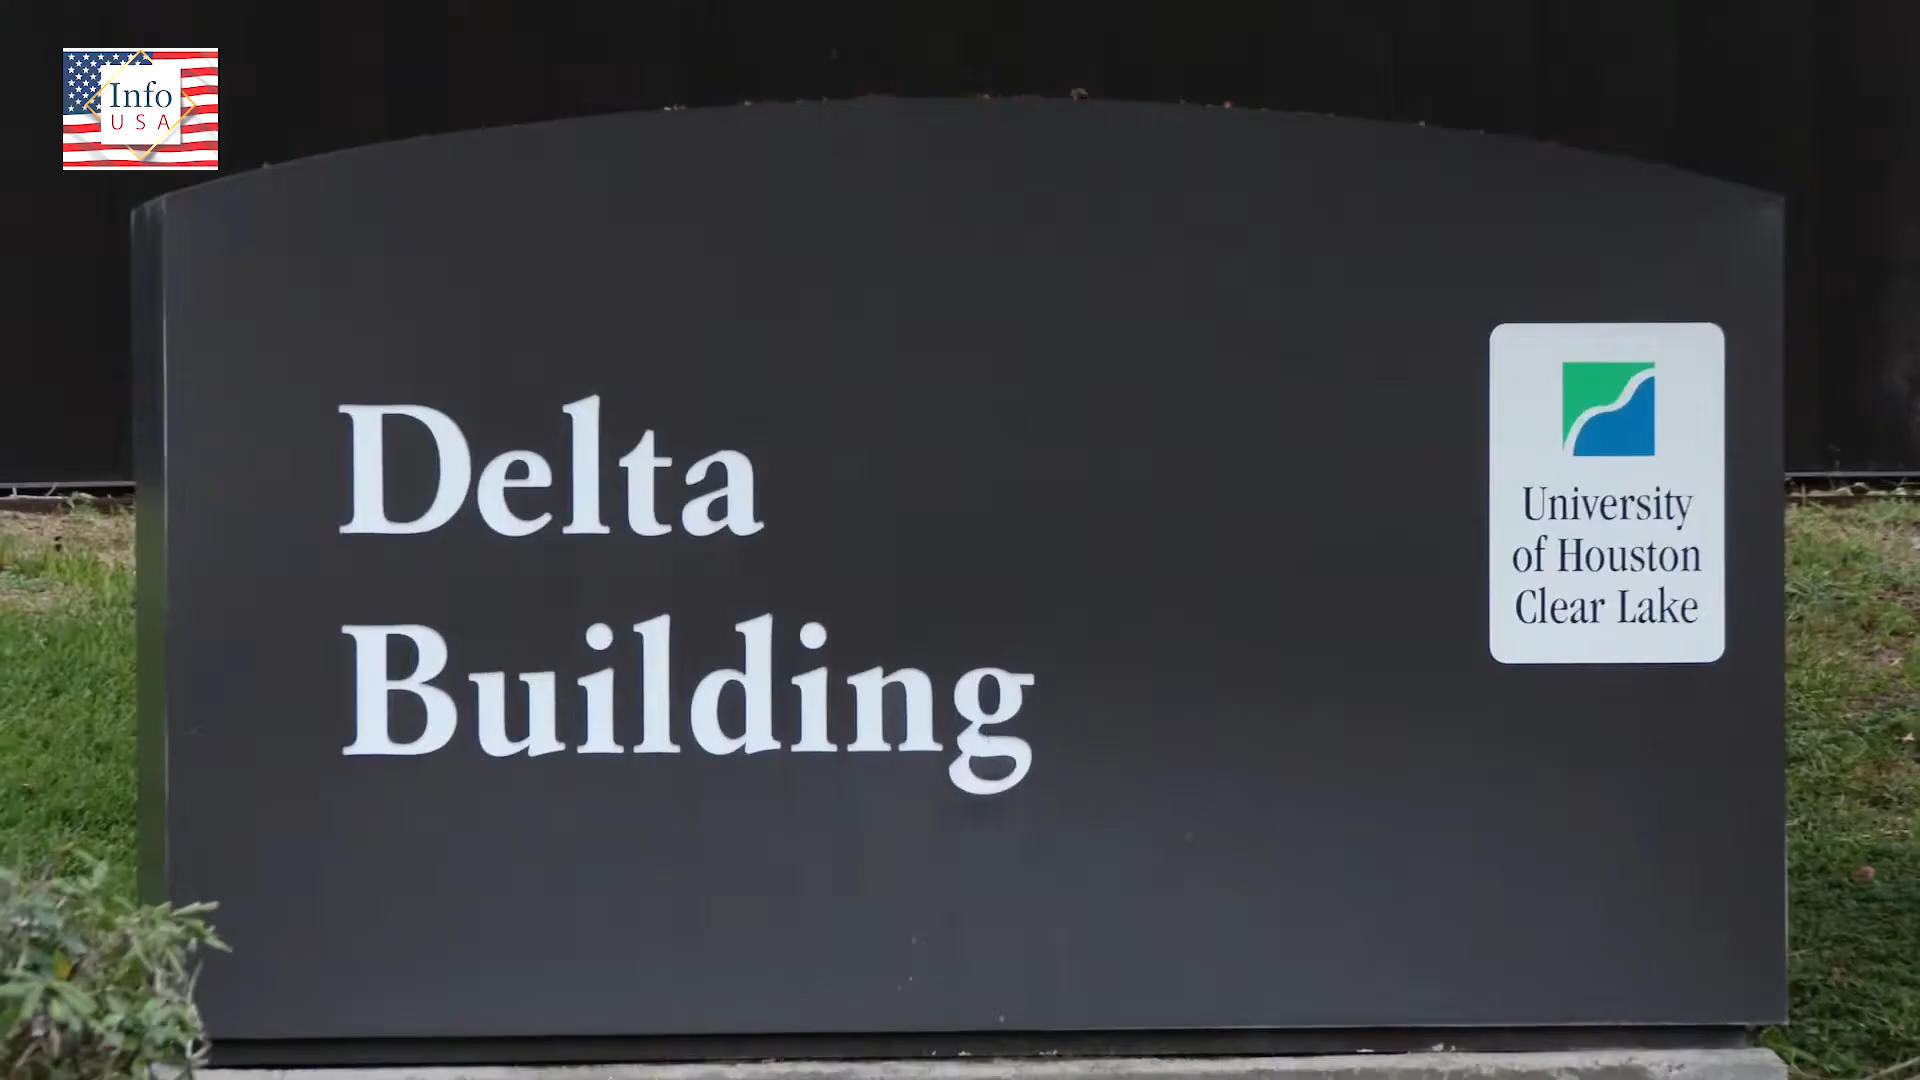 Info
USA
Delta
Building
University
of Houston
Clear Lake